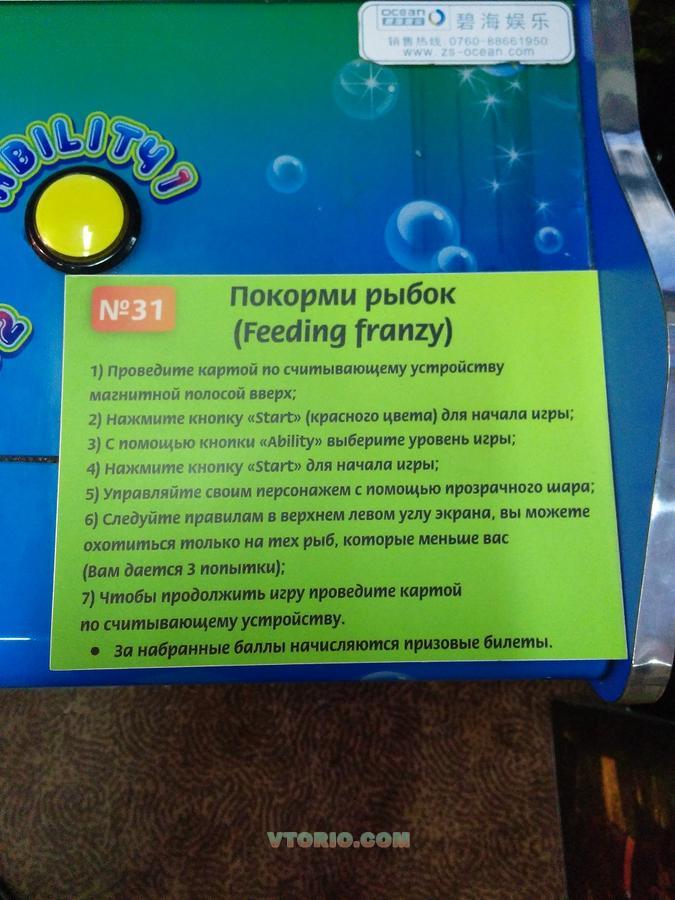 OCEAN
碧海娱乐
销售热线：0760-88661950
www.zs-ocean.com
ABILITY 1
2
№31
Покорми рыбок
(Feeding franzy)
1) Проведите картой по считывающему устройству
магнитной полосой вверх;
2) Нажмите кнопку «Start» (красного цвета) для начала игры;
3) С помощью кнопки «Ability» выберите уровень игры;
4) Нажмите кнопку «Start» для начала игры;
5) Управляйте своим персонажем с помощью прозрачного шара;
6) Следуйте правилам в верхнем левом углу экрана, вы можете
охотиться только на тех рыб, которые меньше вас
(Вам дается 3 попытки);
7) Чтобы продолжить игру проведите картой
по считывающему устройству.
• За набранные баллы начисляются призовые билеты.
VTORIO.COM